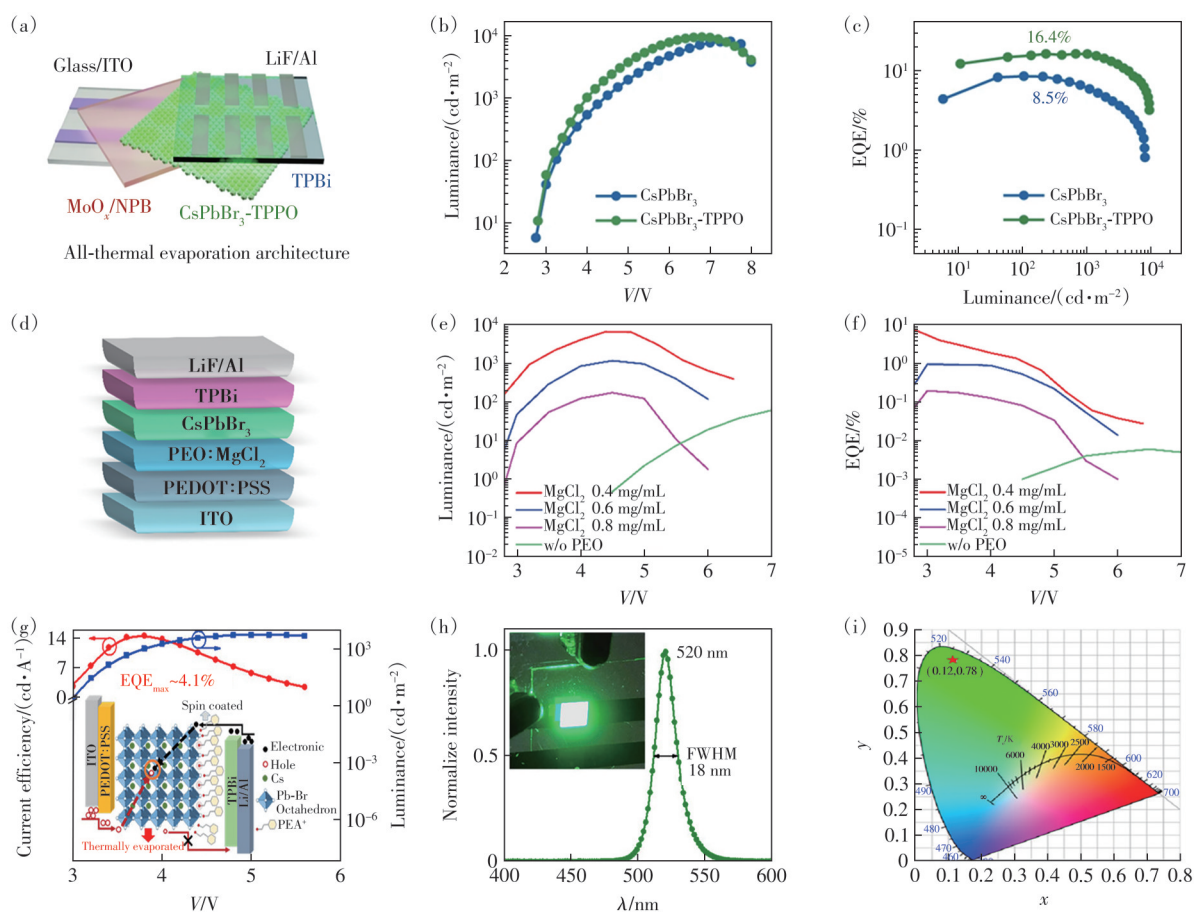 (a)
Glass/ITO
LiF/Al
TPBi
MoOₓ/NPB
CsPbBr₃-TPPO
All-thermal evaporation architecture
(b)
Luminance/(cd•m⁻²)
10⁴
10³
10²
10¹
CsPbBr₃
CsPbBr₃-TPPO
2 3 4 5 6 7 8
V/V
(c)
EQE/%
10²
10¹
10⁰
10⁻¹
16.4%
8.5%
CsPbBr₃
CsPbBr₃-TPPO
10¹ 10² 10³ 10⁴
Luminance/(cd•m⁻²)
(d)
LiF/Al
TPBi
CsPbBr₃
PEO:MgCl₂
PEDOT:PSS
ITO
(e)
Luminance/(cd•m⁻²)
10⁴
10³
10²
10¹
10⁰
10⁻¹
10⁻²
MgCl₂ 0.4 mg/mL
MgCl₂ 0.6 mg/mL
MgCl₂ 0.8 mg/mL
w/o PEO
3 4 5 6 7
V/V
(f)
EQE/%
10¹
10⁰
10⁻¹
10⁻²
10⁻³
10⁻⁴
10⁻⁵
MgCl₂ 0.4 mg/mL
MgCl₂ 0.6 mg/mL
MgCl₂ 0.8 mg/mL
w/o PEO
3 4 5 6 7
V/V
(g)
Current efficiency/(cd•A⁻¹)
14
7
0
EQEmax~4.1%
Spin coated
ITO
PEDOT:PSS
TPBi
Li/Al
Electronic
Hole
Cs
Pb-Br
Octahedron
PEA⁺
Thermally evaporated
10³
10⁰
10⁻³
10⁻⁶
Luminance/(cd•m⁻²)
3 4 5 6
V/V
(h)
Normalize intensity
1.0
0.5
0
520 nm
FWHM
18 nm
400 450 500 550 600
λ/nm
(i)
y
0.9
0.8
0.7
0.6
0.5
0.4
0.3
0.2
0.1
0
520
540
560
580
600
620
700
490
480
470
460
(0.12,0.78)
6000
4000
3000
2500
2000
1500
10000
∞
0 0.1 0.2 0.3 0.4 0.5 0.6 0.7 0.8
x